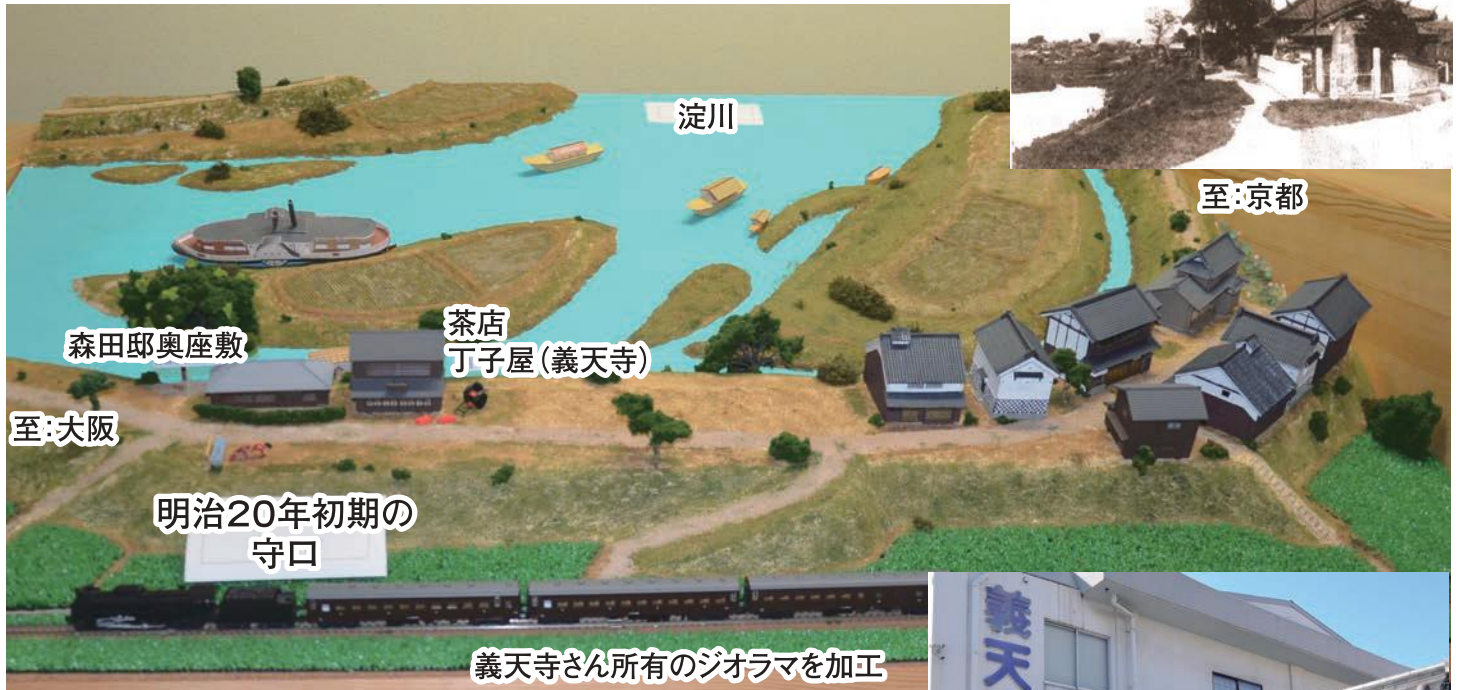 淀川
至:京都
森田邸奥座敷
茶店
丁子屋(義天寺)
至:大阪
明治20年初期の
守口
義天寺さん所有のジオラマを加工
義天